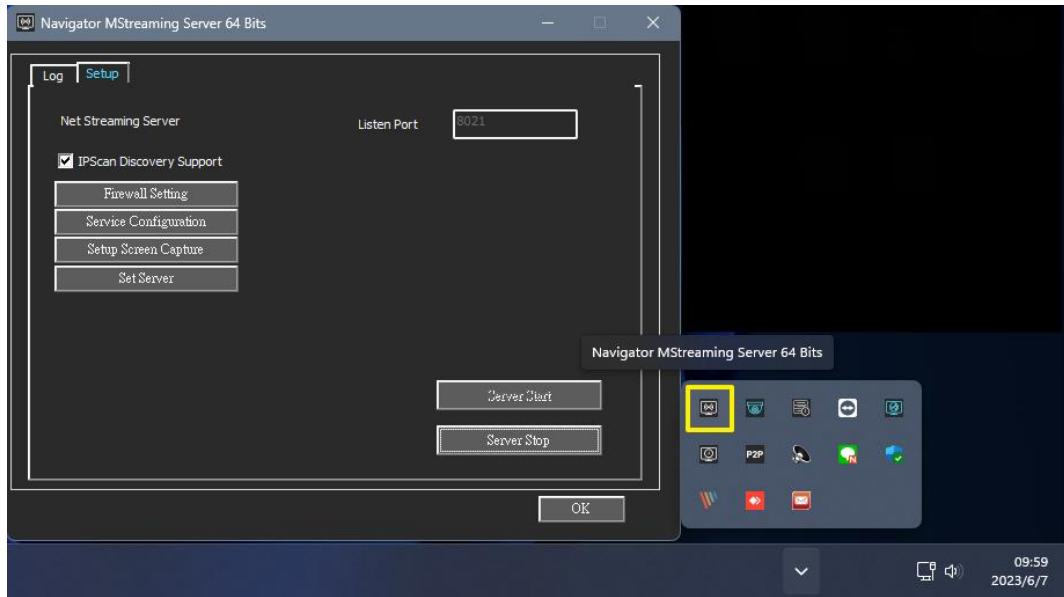 Navigator MStreaming Server 64 Bits
Log
Setup
Net Streaming Server
Listen Port
8021
IPScan Discovery Support
Firewall Setting
Service Configuration
Setup Screen Capture
Set Server
Navigator MStreaming Server 64 Bits
Server Start
Server Stop
P2P
OK
09:59
2023/6/7